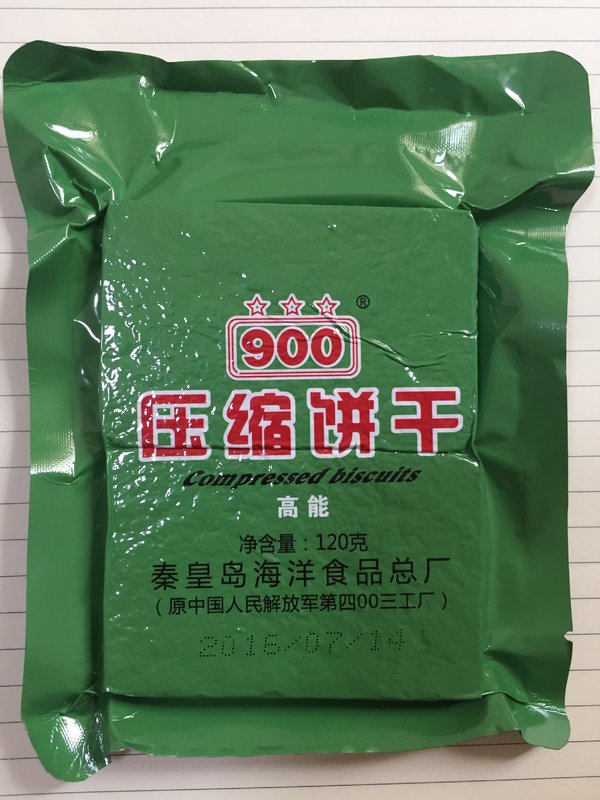 ®
900
压缩饼干
Compressed biscuits
高能
净含量：120克
秦皇岛海洋食品总厂
（原中国人民解放军第四00三工厂）
2016/07/14